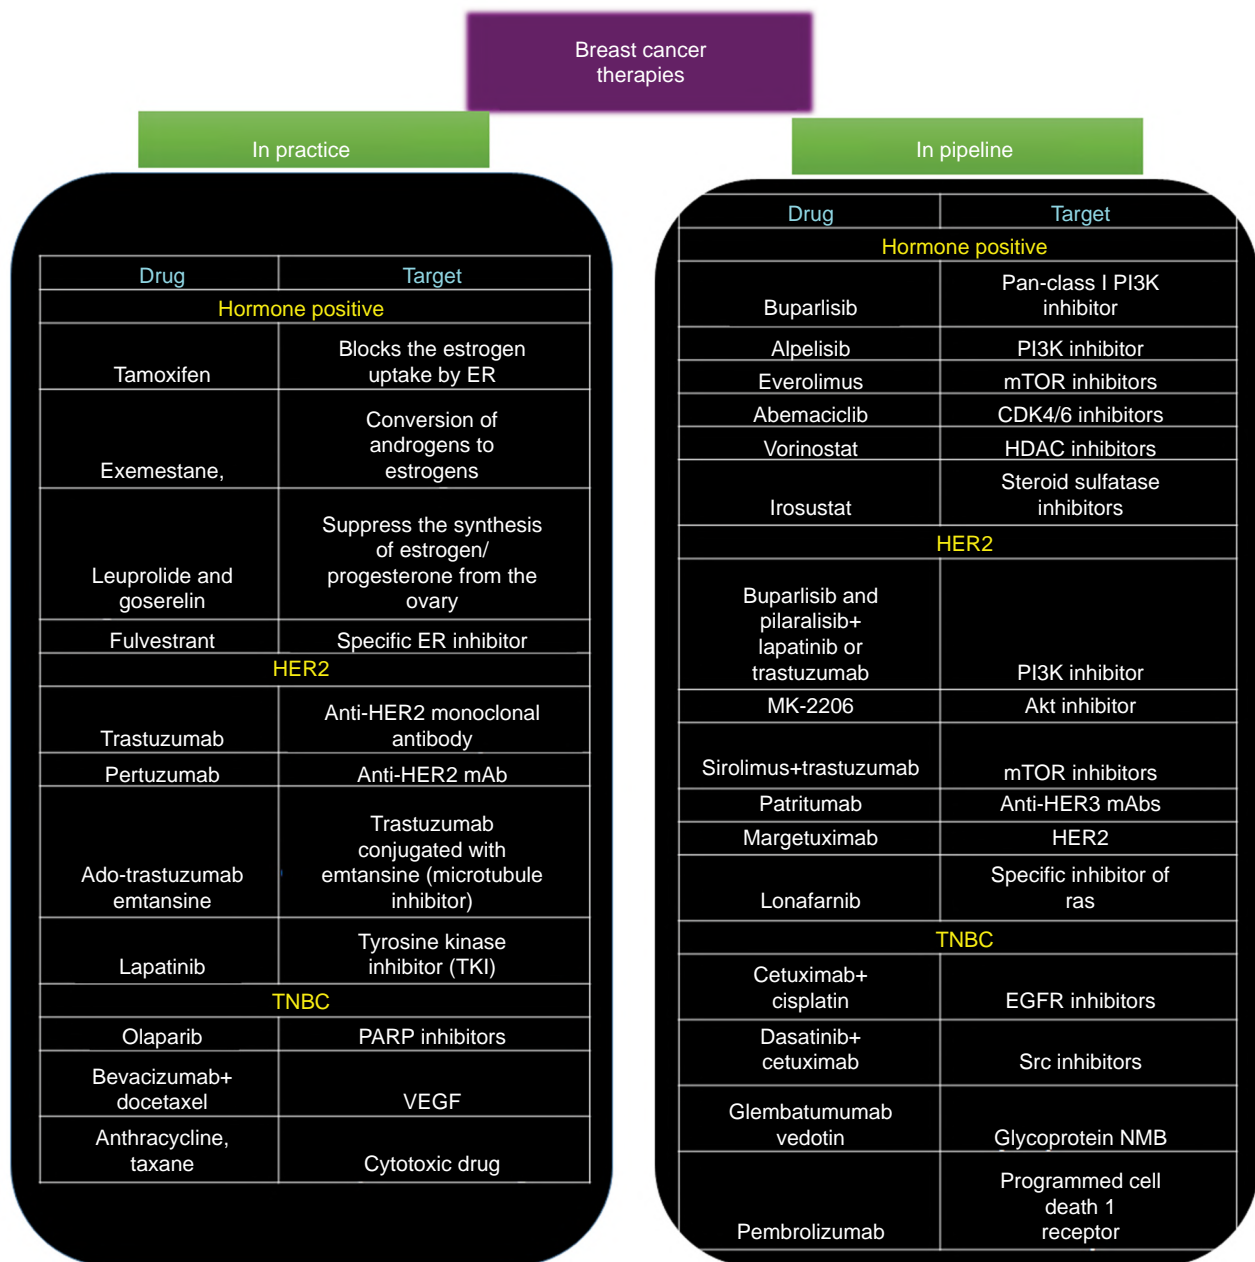 Breast cancer
therapies
In practice
Drug
Target
Hormone positive
Tamoxifen
Blocks the estrogen
uptake by ER
Exemestane,
Conversion of
androgens to
estrogens
Leuprolide and
goserelin
Suppress the synthesis
of estrogen/
progesterone from the
ovary
Fulvestrant
Specific ER inhibitor
HER2
Trastuzumab
Anti-HER2 monoclonal
antibody
Pertuzumab
Anti-HER2 mAb
Ado-trastuzumab
emtansine
Trastuzumab
conjugated with
emtansine (microtubule
inhibitor)
Lapatinib
Tyrosine kinase
inhibitor (TKI)
TNBC
Olaparib
PARP inhibitors
Bevacizumab+
docetaxel
VEGF
Anthracycline,
taxane
Cytotoxic drug
In pipeline
Drug
Target
Hormone positive
Buparlisib
Pan-class I PI3K
inhibitor
Alpelisib
PI3K inhibitor
Everolimus
mTOR inhibitors
Abemaciclib
CDK4/6 inhibitors
Vorinostat
HDAC inhibitors
Irosustat
Steroid sulfatase
inhibitors
HER2
Buparlisib and
pilaralisib+
lapatinib or
trastuzumab
PI3K inhibitor
MK-2206
Akt inhibitor
Sirolimus+trastuzumab
mTOR inhibitors
Patritumab
Anti-HER3 mAbs
Margetuximab
HER2
Lonafarnib
Specific inhibitor of
ras
TNBC
Cetuximab+
cisplatin
EGFR inhibitors
Dasatinib+
cetuximab
Src inhibitors
Glembatumumab
vedotin
Glycoprotein NMB
Pembrolizumab
Programmed cell
death 1
receptor